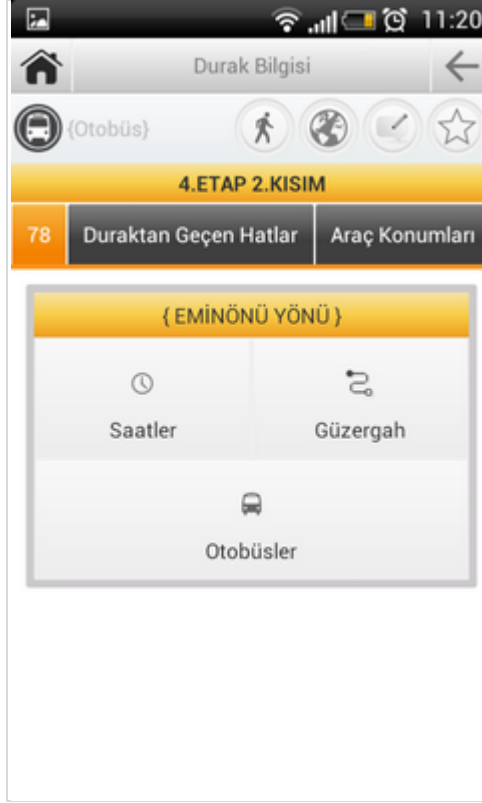 11:20
Durak Bilgisi
{Otobüs}
4.ETAP 2.KISIM
78 Duraktan Geçen Hatlar Araç Konumları
{ EMİNÖNÜ YÖNÜ }
Saatler Güzergah
Otobüsler